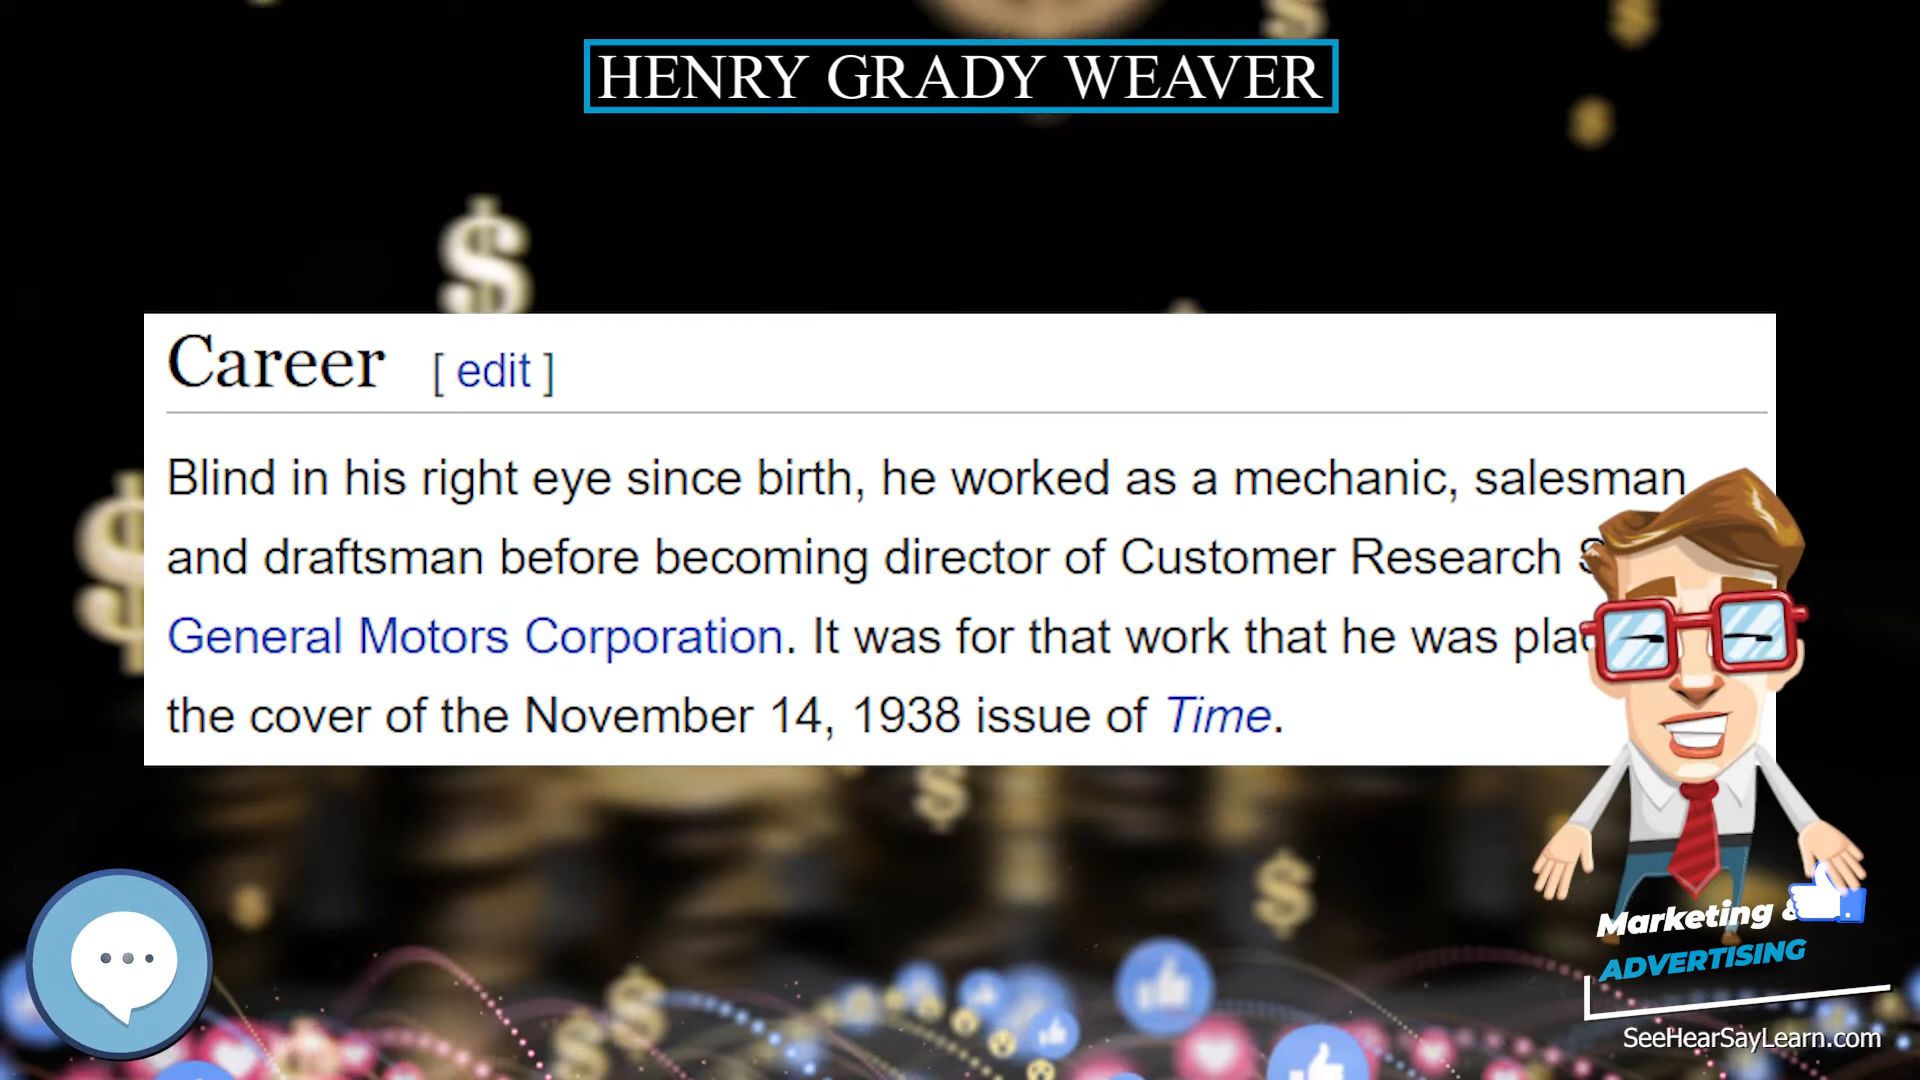 HENRY GRADY WEAVER
Career [ edit ]
Blind in his right eye since birth, he worked as a mechanic, salesman
and draftsman before becoming director of Customer Research
General Motors Corporation. It was for that work that he was
the cover of the November 14, 1938 issue of Time.
Marketing &
ADVERTISING
SeeHearSayLearn.com